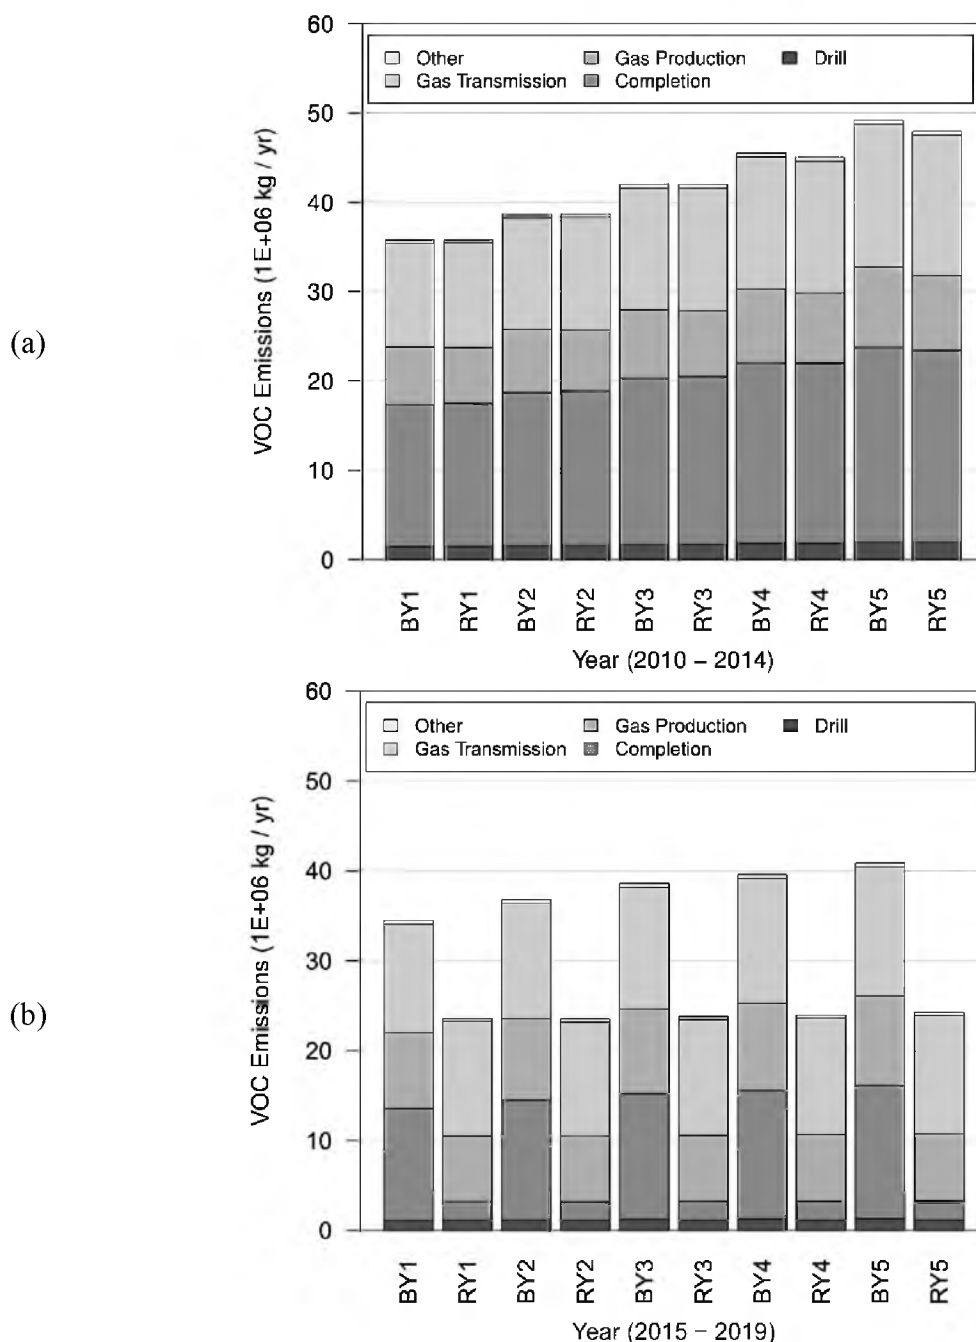 (a)
VOC Emissions (1E+06 kg / yr)
60
50
40
30
20
10
0
Other
Gas Production
Drill
Gas Transmission
Completion
BY1
RY1
BY2
RY2
BY3
RY3
BY4
RY4
BY5
RY5
Year (2010 – 2014)
(b)
VOC Emissions (1E+06 kg / yr)
60
50
40
30
20
10
0
Other
Gas Production
Drill
Gas Transmission
Completion
BY1
RY1
BY2
RY2
BY3
RY3
BY4
RY4
BY5
RY5
Year (2015 – 2019)